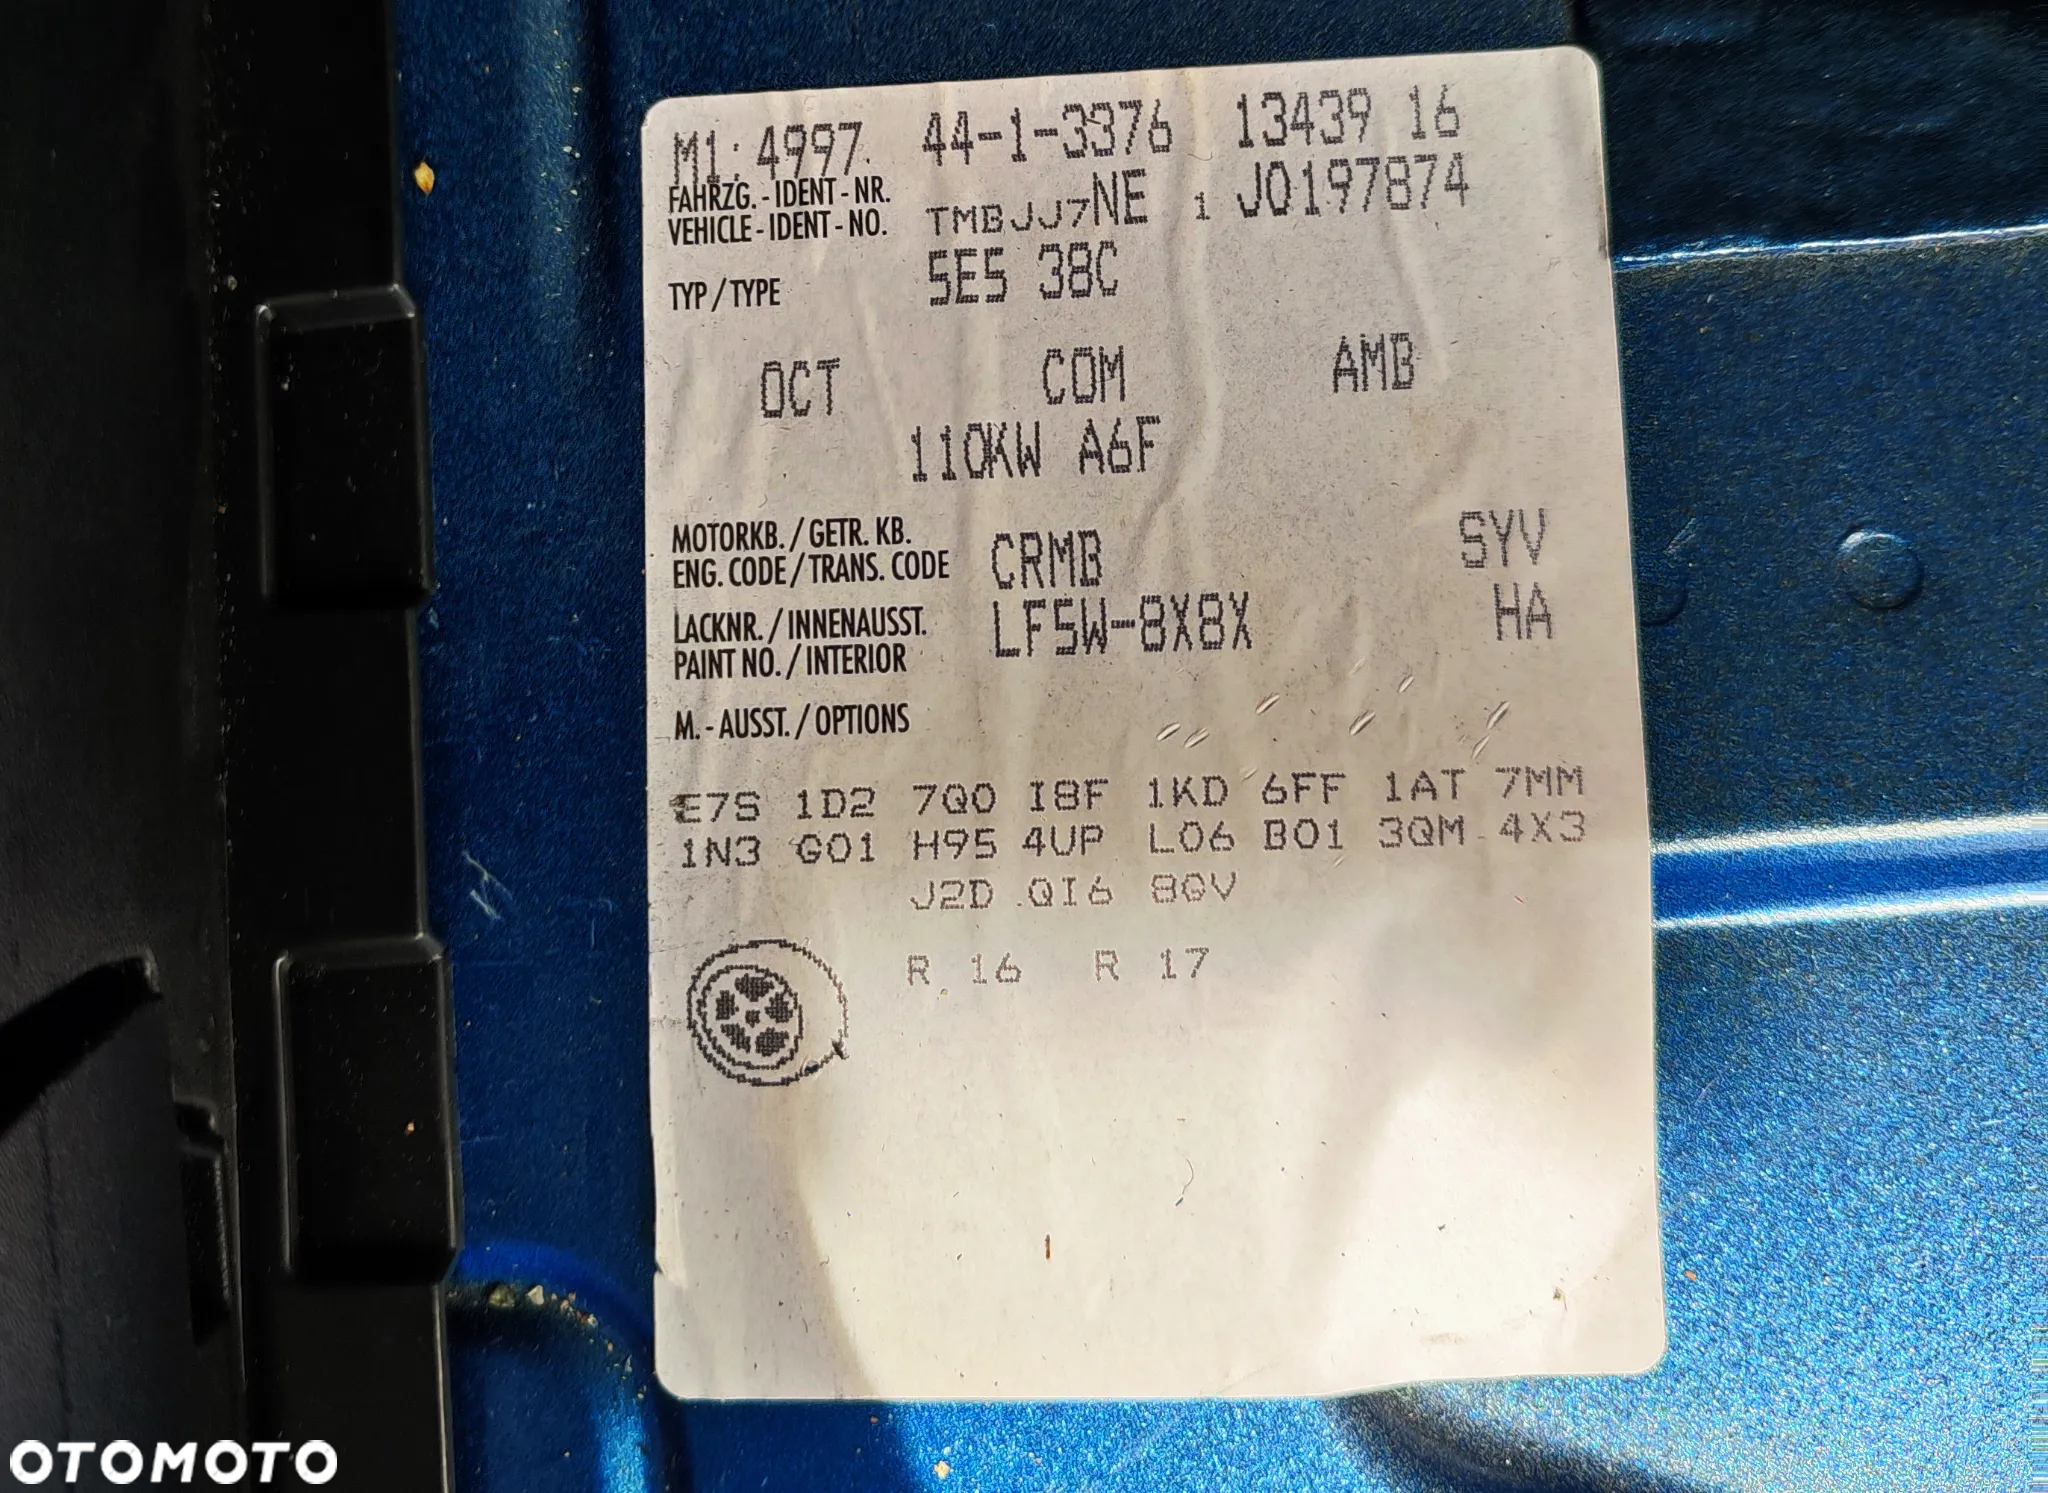 M1: 4997 44-1-3376 13439 16
FAHRZG.-IDENT-NR.
VEHICLE-IDENT-NO. TMBJJ7NE 1 J0197874
TYP/TYPE 5E5 38C
OCT COM AMB
110KW A6F
MOTORKB./GETR. KB.
ENG. CODE/TRANS. CODE CRMB SYV
LACKNR./INNENAUSST.
PAINT NO./INTERIOR LF5W-8X8X HA
M.-AUSST./OPTIONS
E7S 1D2 7Q0 I8F 1KD 6FF 1AT 7MM
1N3 G01 H95 4UP L06 B01 3QM 4X3
J2D QI6 8GV
R 16 R 17
OTOMOTO